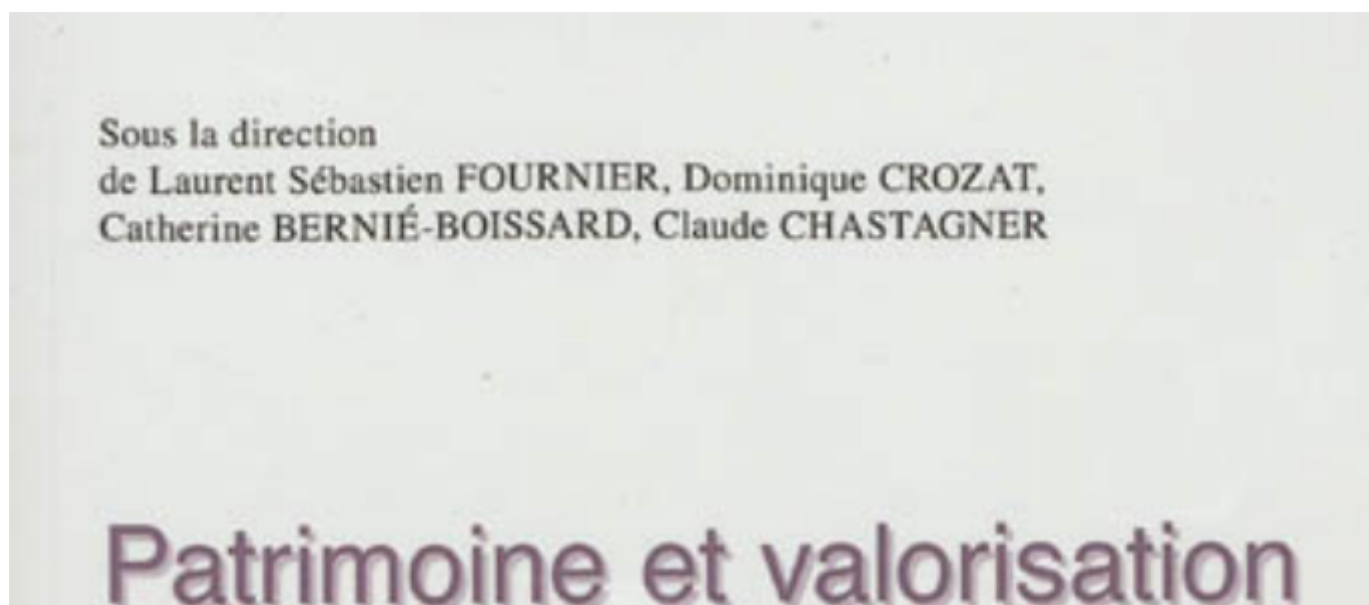 Sous la direction
de Laurent Sébastien FOURNIER, Dominique CROZAT,
Catherine BERNIÉ-BOISSARD, Claude CHASTAGNER
Patrimoine et valorisation